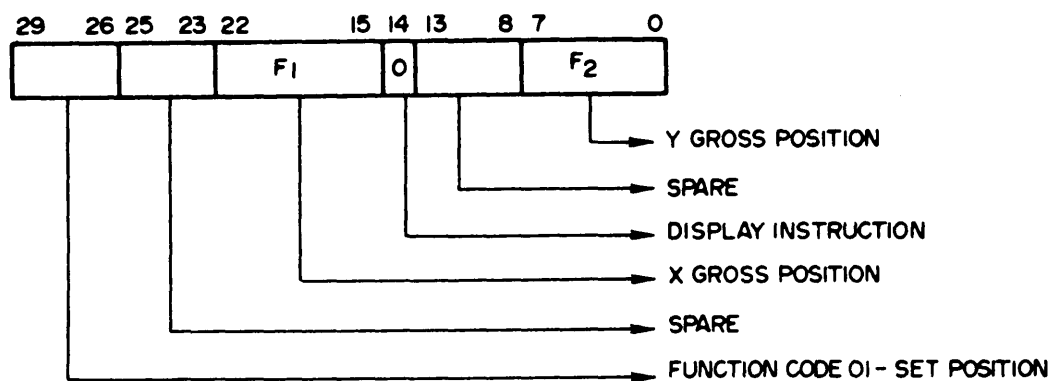 29 26 25 23 22 15 14 13 8 7 0
F1 0 F2
Y GROSS POSITION
SPARE
DISPLAY INSTRUCTION
X GROSS POSITION
SPARE
FUNCTION CODE 01 - SET POSITION